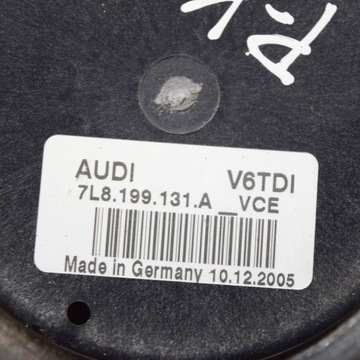 AUDI V6TDI
7L8.199.131.A _VCE
Made in Germany 10.12.2005